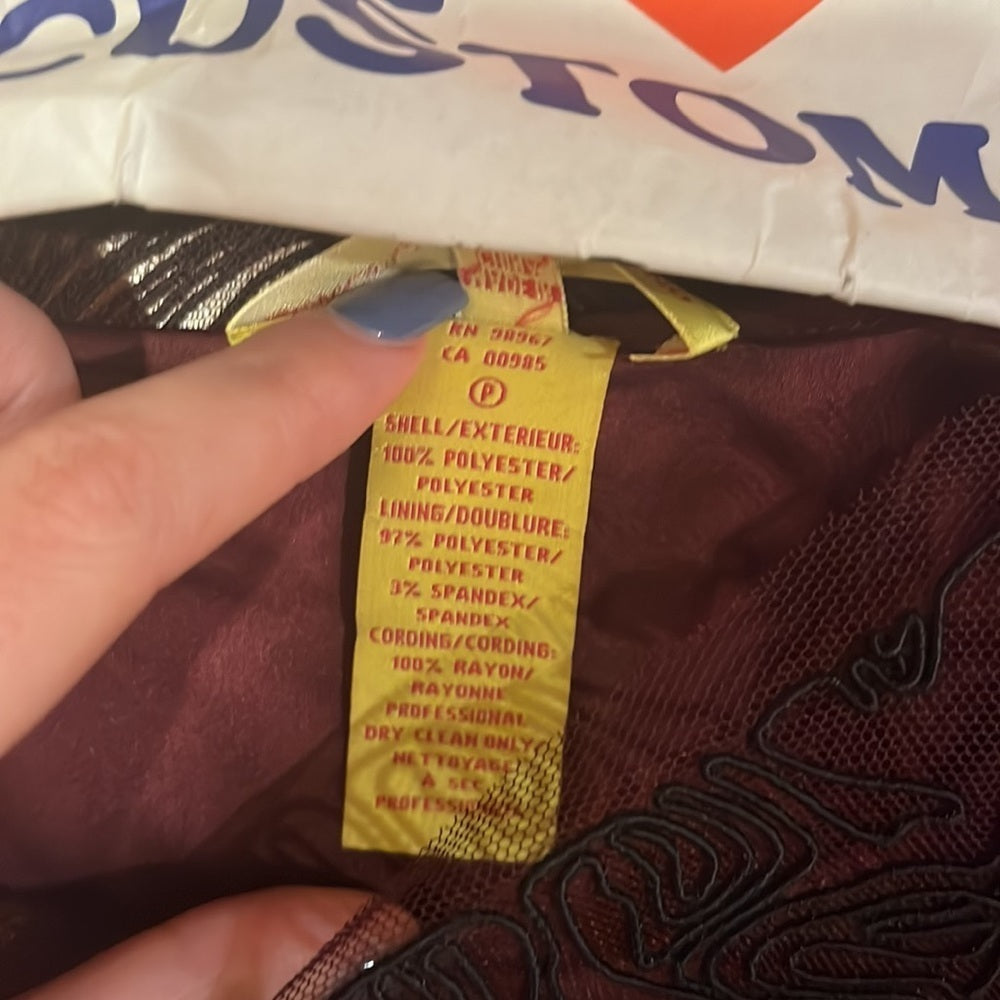 CUSTOM
RN 98967
CA 00985
P
SHELL/EXTERIEUR:
100% POLYESTER/
POLYESTER
LINING/DOUBLURE:
97% POLYESTER/
POLYESTER
3% SPANDEX/
SPANDEX
CORDING/CORDING:
100% RAYON/
RAYONNE
PROFESSIONAL
DRY CLEAN ONLY
NETTOYAGE
À SEC